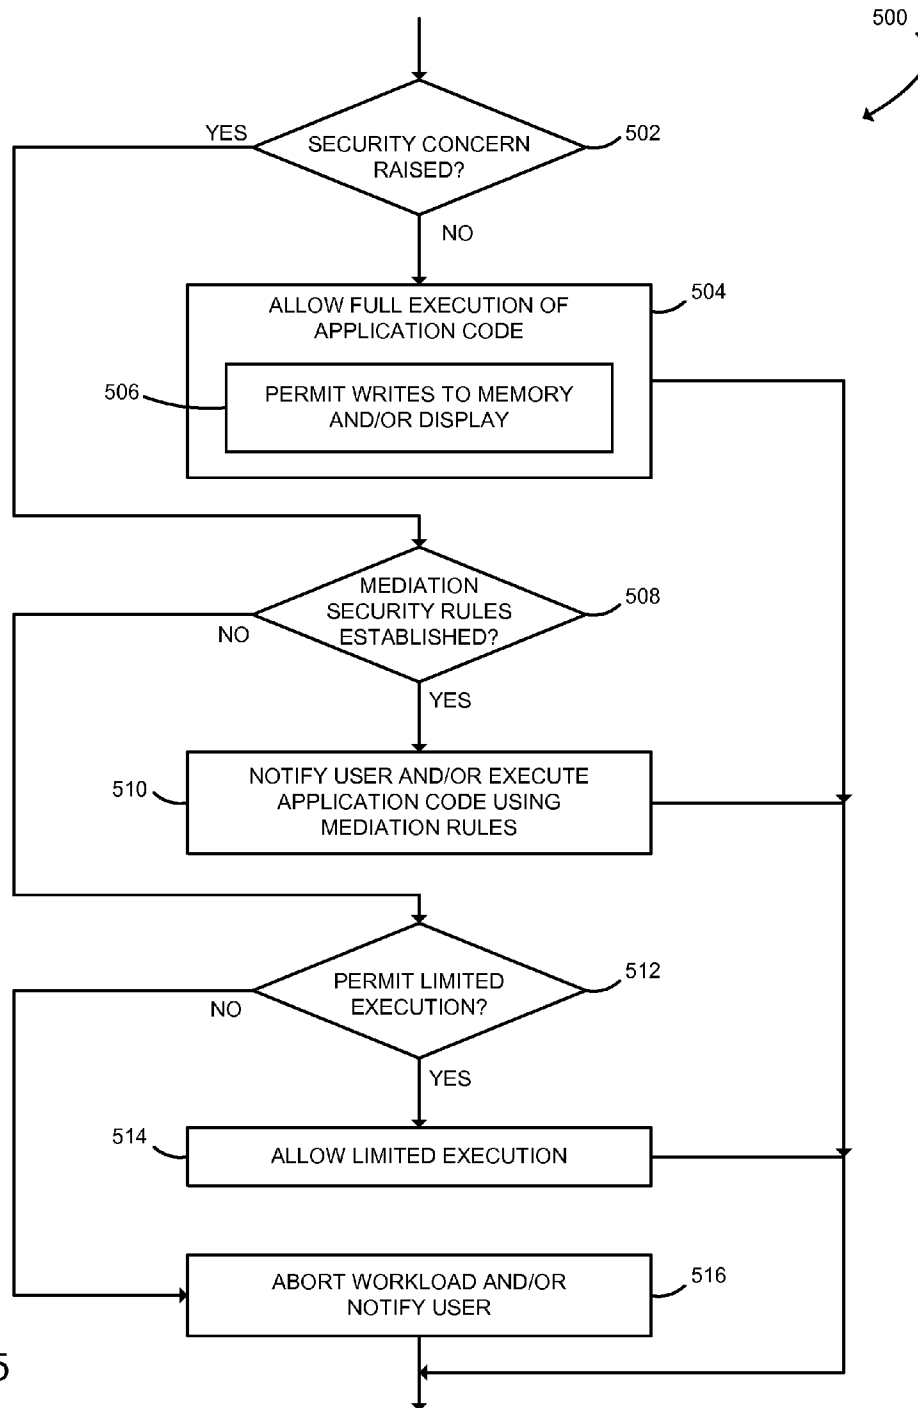 500
YES
SECURITY CONCERN
RAISED?
502
NO
ALLOW FULL EXECUTION OF
APPLICATION CODE
504
506
PERMIT WRITES TO MEMORY
AND/OR DISPLAY
MEDIATION
SECURITY RULES
ESTABLISHED?
508
NO
YES
510
NOTIFY USER AND/OR EXECUTE
APPLICATION CODE USING
MEDIATION RULES
PERMIT LIMITED
EXECUTION?
512
NO
YES
514
ALLOW LIMITED EXECUTION
ABORT WORKLOAD AND/OR
NOTIFY USER
516
5